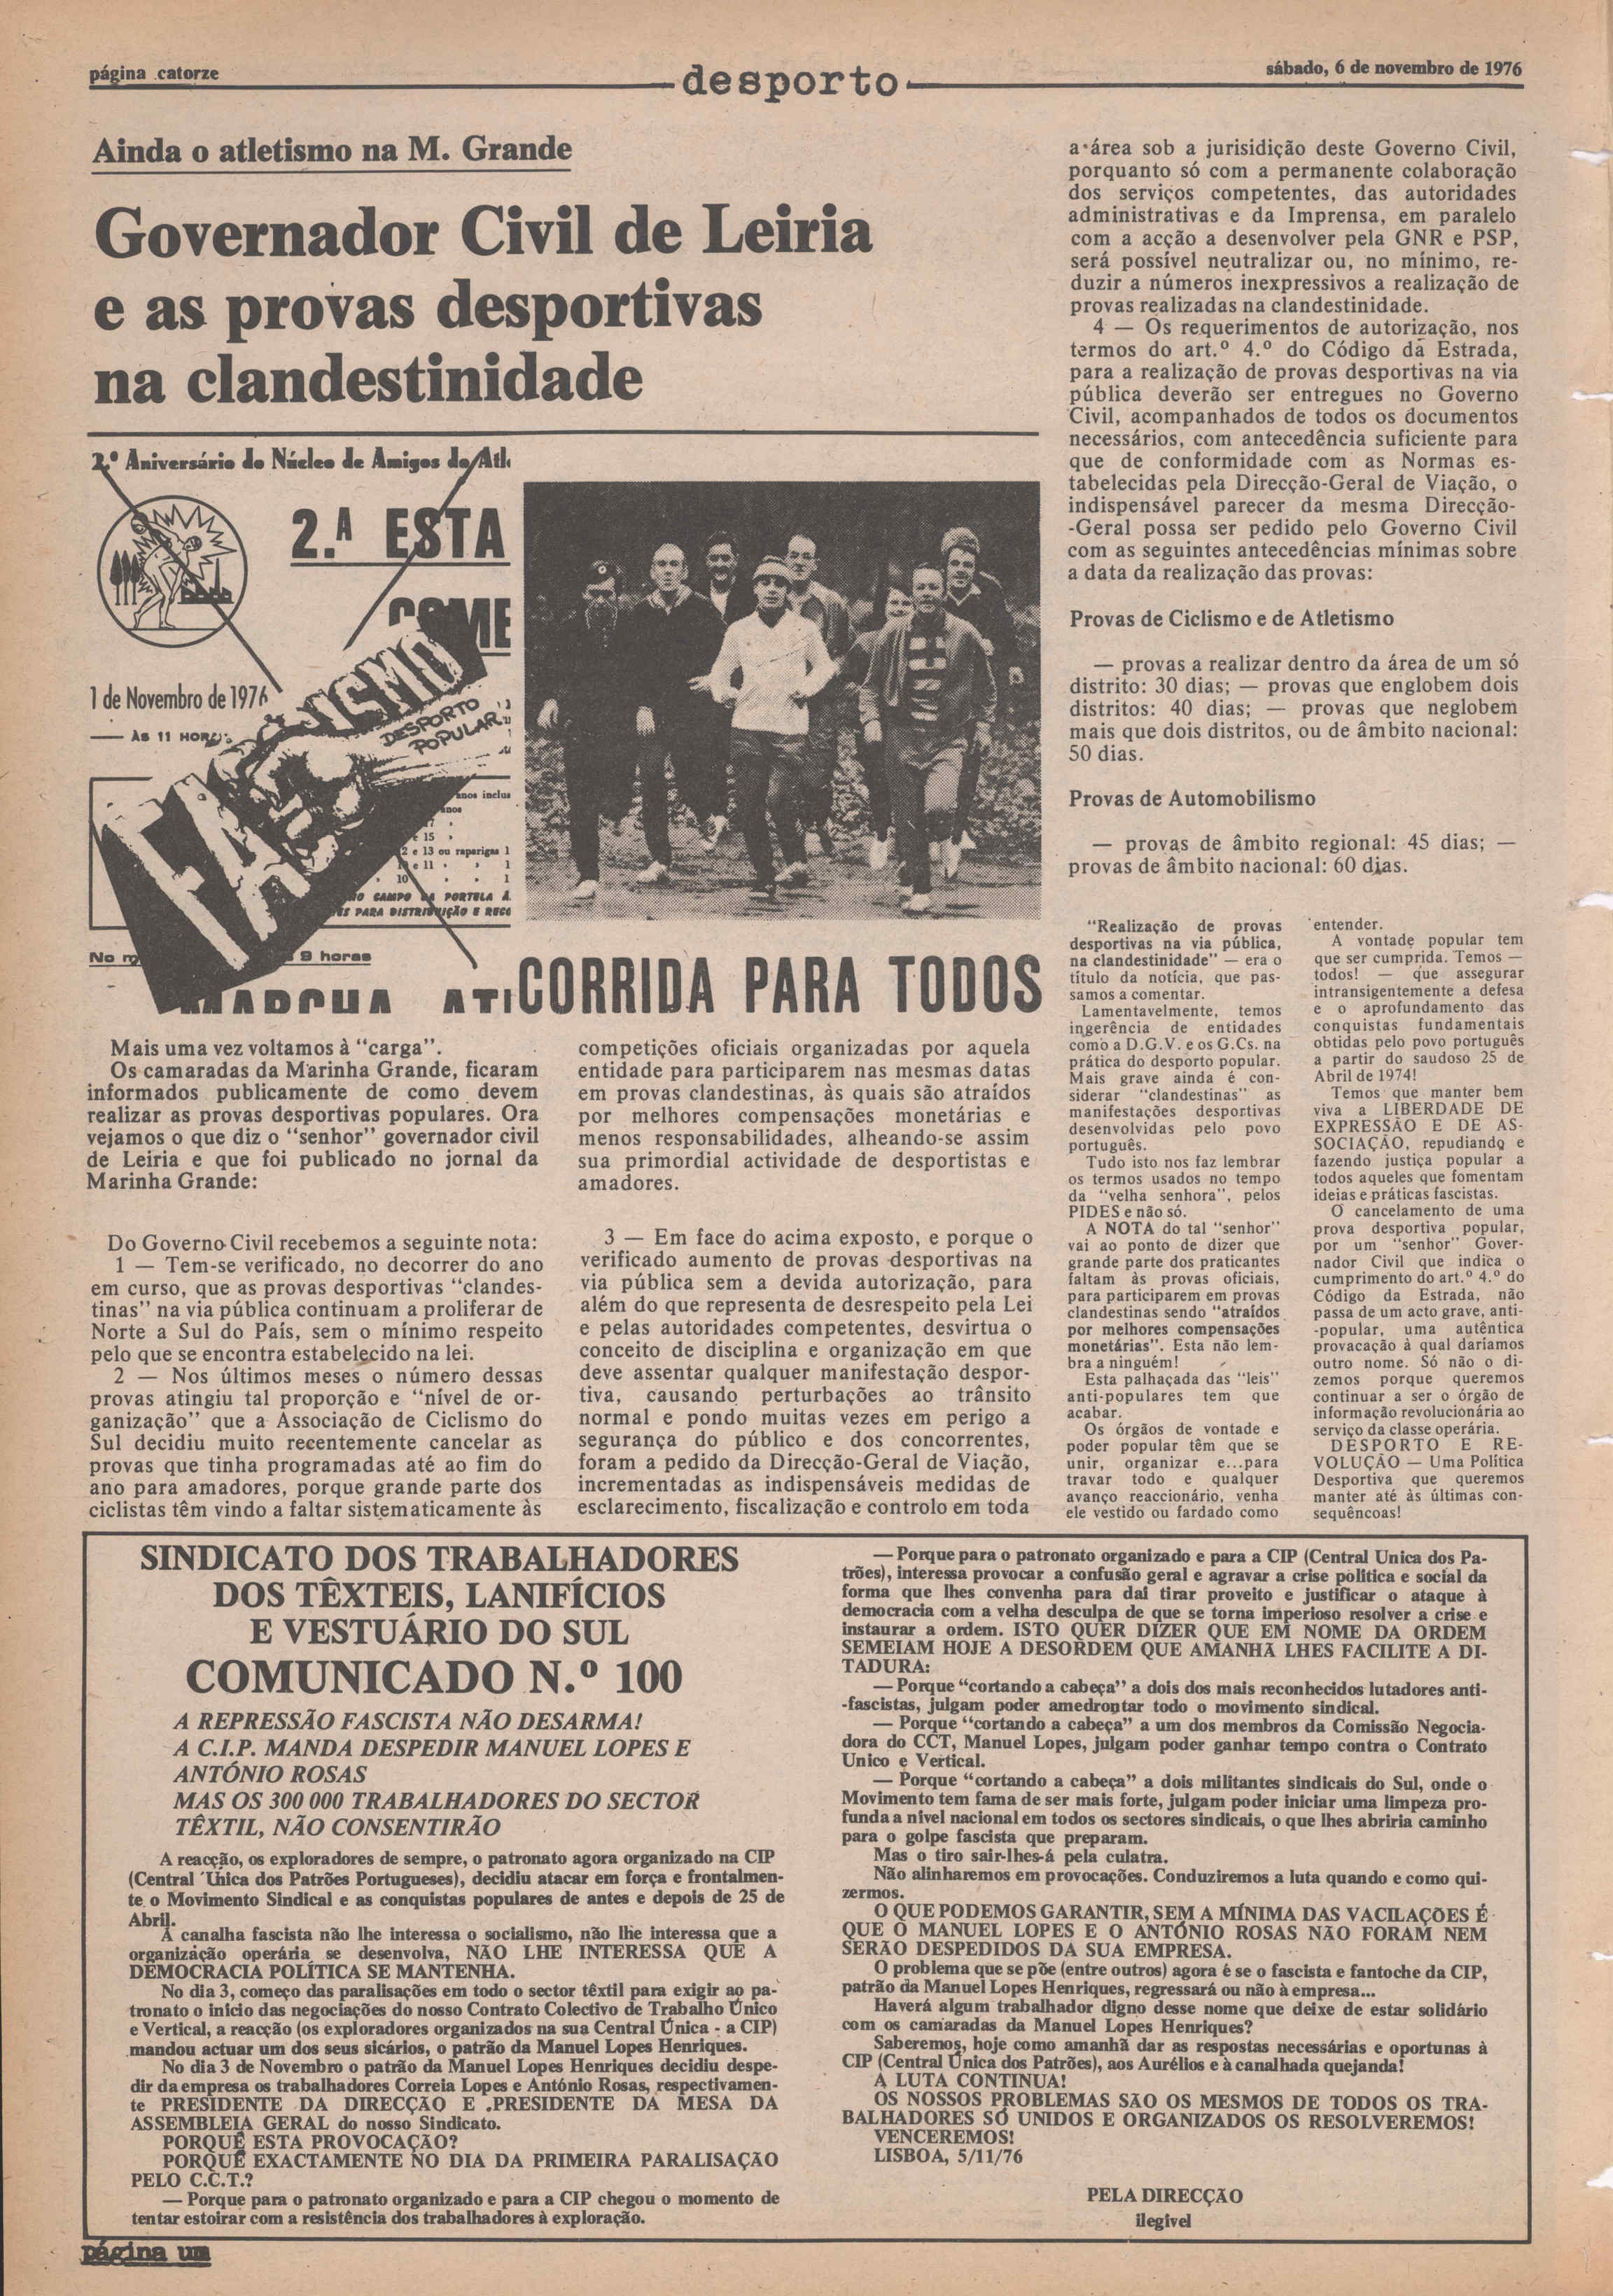 página catorze
desporto
sábado, 6 de novembro de 1976
Ainda o atletismo na M. Grande
Governador Civil de Leiria
e as provas desportivas
na clandestinidade
2.º Aniversário do Núcleo de Amigos do Atl
2.ª ESTA
COME
1 de Novembro de 1976
— ÀS 11 HORAS
FASCISMO
DESPORTO
POPULAR
anos inclus
anos
17 »
e 15 »
12 e 13 ou raparigas 1
10 e 11 » » 1
10 » » 1
NO CAMPO DA PORTELA À
ES PARA DISTRIBUIÇÃO E RECE
No m
9 horas
MARCHA ATL
CORRIDA PARA TODOS
Mais uma vez voltamos à "carga".
Os camaradas da Marinha Grande, ficaram
informados publicamente de como devem
realizar as provas desportivas populares. Ora
vejamos o que diz o "senhor" governador civil
de Leiria e que foi publicado no jornal da
Marinha Grande:
Do Governo Civil recebemos a seguinte nota:
1 — Tem-se verificado, no decorrer do ano
em curso, que as provas desportivas "clandes-
tinas" na via pública continuam a proliferar de
Norte a Sul do País, sem o mínimo respeito
pelo que se encontra estabelecido na lei.
2 — Nos últimos meses o número dessas
provas atingiu tal proporção e "nível de or-
ganização" que a Associação de Ciclismo do
Sul decidiu muito recentemente cancelar as
provas que tinha programadas até ao fim do
ano para amadores, porque grande parte dos
ciclistas têm vindo a faltar sistematicamente às
competições oficiais organizadas por aquela
entidade para participarem nas mesmas datas
em provas clandestinas, às quais são atraídos
por melhores compensações monetárias e
menos responsabilidades, alheando-se assim
sua primordial actividade de desportistas e
amadores.
3 — Em face do acima exposto, e porque o
verificado aumento de provas desportivas na
via pública sem a devida autorização, para
além do que representa de desrespeito pela Lei
e pelas autoridades competentes, desvirtua o
conceito de disciplina e organização em que
deve assentar qualquer manifestação despor-
tiva, causando perturbações ao trânsito
normal e pondo muitas vezes em perigo a
segurança do público e dos concorrentes,
foram a pedido da Direcção-Geral de Viação,
incrementadas as indispensáveis medidas de
esclarecimento, fiscalização e controlo em toda
a área sob a jurisidição deste Governo Civil,
porquanto só com a permanente colaboração
dos serviços competentes, das autoridades
administrativas e da Imprensa, em paralelo
com a acção a desenvolver pela GNR e PSP,
será possível neutralizar ou, no mínimo, re-
duzir a números inexpressivos a realização de
provas realizadas na clandestinidade.
4 — Os requerimentos de autorização, nos
termos do art.º 4.º do Código da Estrada,
para a realização de provas desportivas na via
pública deverão ser entregues no Governo
Civil, acompanhados de todos os documentos
necessários, com antecedência suficiente para
que de conformidade com as Normas es-
tabelecidas pela Direcção-Geral de Viação, o
indispensável parecer da mesma Direcção-
-Geral possa ser pedido pelo Governo Civil
com as seguintes antecedências mínimas sobre
a data da realização das provas:
Provas de Ciclismo e de Atletismo
— provas a realizar dentro da área de um só
distrito: 30 dias; — provas que englobem dois
distritos: 40 dias; — provas que neglobem
mais que dois distritos, ou de âmbito nacional:
50 dias.
Provas de Automobilismo
— provas de âmbito regional: 45 dias; —
provas de âmbito nacional: 60 dias.
"Realização de provas
desportivas na via pública,
na clandestinidade" — era o
título da notícia, que pas-
samos a comentar.
Lamentavelmente, temos
ingerência de entidades
como a D.G.V. e os G.Cs. na
prática do desporto popular.
Mais grave ainda é con-
siderar "clandestinas" as
manifestações desportivas
desenvolvidas pelo povo
português.
Tudo isto nos faz lembrar
os termos usados no tempo
da "velha senhora", pelos
PIDES e não só.
A NOTA do tal "senhor"
vai ao ponto de dizer que
grande parte dos praticantes
faltam às provas oficiais,
para participarem em provas
clandestinas sendo "atraídos
por melhores compensações
monetárias". Esta não lem-
bra a ninguém!
Esta palhaçada das "leis"
anti-populares tem que
acabar.
Os órgãos de vontade e
poder popular têm que se
unir, organizar e...para
travar todo e qualquer
avanço reaccionário, venha
ele vestido ou fardado como
entender.
A vontade popular tem
que ser cumprida. Temos —
todos! — que assegurar
intransigentemente a defesa
e o aprofundamento das
conquistas fundamentais
obtidas pelo povo português
a partir do saudoso 25 de
Abril de 1974!
Temos que manter bem
viva a LIBERDADE DE
EXPRESSÃO E DE AS-
SOCIAÇÃO, repudiando e
fazendo justiça popular a
todos aqueles que fomentam
ideias e práticas fascistas.
O cancelamento de uma
prova desportiva popular,
por um "senhor" Gover-
nador Civil que indica o
cumprimento do art.º 4.º do
Código da Estrada, não
passa de um acto grave, anti-
-popular, uma autêntica
provocação à qual daríamos
outro nome. Só não o di-
zemos porque queremos
continuar a ser o órgão de
informação revolucionária ao
serviço da classe operária.
DESPORTO E RE-
VOLUÇÃO — Uma Política
Desportiva que queremos
manter até às últimas con-
sequêncoas!
SINDICATO DOS TRABALHADORES
DOS TÊXTEIS, LANIFÍCIOS
E VESTUÁRIO DO SUL
COMUNICADO N.º 100
A REPRESSÃO FASCISTA NÃO DESARMA!
A C.I.P. MANDA DESPEDIR MANUEL LOPES E
ANTÓNIO ROSAS
MAS OS 300 000 TRABALHADORES DO SECTOR
TÊXTIL, NÃO CONSENTIRÃO
A reacção, os exploradores de sempre, o patronato agora organizado na CIP
(Central Única dos Patrões Portugueses), decidiu atacar em força e frontalmen-
te o Movimento Sindical e as conquistas populares de antes e depois de 25 de
Abril.
À canalha fascista não lhe interessa o socialismo, não lhe interessa que a
organização operária se desenvolva, NÃO LHE INTERESSA QUE A
DEMOCRACIA POLÍTICA SE MANTENHA.
No dia 3, começo das paralisações em todo o sector têxtil para exigir ao pa-
tronato o início das negociações do nosso Contrato Colectivo de Trabalho Único
e Vertical, a reacção (os exploradores organizados na sua Central Única - a CIP)
mandou actuar um dos seus sicários, o patrão da Manuel Lopes Henriques.
No dia 3 de Novembro o patrão da Manuel Lopes Henriques decidiu despe-
dir da empresa os trabalhadores Correia Lopes e António Rosas, respectivamen-
te PRESIDENTE DA DIRECÇÃO E PRESIDENTE DA MESA DA
ASSEMBLEIA GERAL do nosso Sindicato.
PORQUÊ ESTA PROVOCAÇÃO?
PORQUÊ EXACTAMENTE NO DIA DA PRIMEIRA PARALISAÇÃO
PELO C.C.T.?
— Porque para o patronato organizado e para a CIP chegou o momento de
tentar estoirar com a resistência dos trabalhadores à exploração.
— Porque para o patronato organizado e para a CIP (Central Unica dos Pa-
trões), interessa provocar a confusão geral e agravar a crise política e social da
forma que lhes convenha para daí tirar proveito e justificar o ataque à
democracia com a velha desculpa de que se torna imperioso resolver a crise e
instaurar a ordem. ISTO QUER DIZER QUE EM NOME DA ORDEM
SEMEIAM HOJE A DESORDEM QUE AMANHÃ LHES FACILITE A DI-
TADURA:
— Porque "cortando a cabeça" a dois dos mais reconhecidos lutadores anti-
-fascistas, julgam poder amedrontar todo o movimento sindical.
— Porque "cortando a cabeça" a um dos membros da Comissão Negocia-
dora do CCT, Manuel Lopes, julgam poder ganhar tempo contra o Contrato
Unico e Vertical.
— Porque "cortando a cabeça" a dois militantes sindicais do Sul, onde o
Movimento tem fama de ser mais forte, julgam poder iniciar uma limpeza pro-
funda a nível nacional em todos os sectores sindicais, o que lhes abriria caminho
para o golpe fascista que preparam.
Mas o tiro sair-lhes-á pela culatra.
Não alinharemos em provocações. Conduziremos a luta quando e como qui-
zermos.
O QUE PODEMOS GARANTIR, SEM A MÍNIMA DAS VACILAÇÕES É
QUE O MANUEL LOPES E O ANTÓNIO ROSAS NÃO FORAM NEM
SERÃO DESPEDIDOS DA SUA EMPRESA.
O problema que se põe (entre outros) agora é se o fascista e fantoche da CIP,
patrão da Manuel Lopes Henriques, regressará ou não à empresa...
Haverá algum trabalhador digno desse nome que deixe de estar solidário
com os camaradas da Manuel Lopes Henriques?
Saberemos, hoje como amanhã dar as respostas necessárias e oportunas à
CIP (Central Única dos Patrões), aos Aurélios e à canalhada quejanda!
A LUTA CONTINUA!
OS NOSSOS PROBLEMAS SÃO OS MESMOS DE TODOS OS TRA-
BALHADORES SÓ UNIDOS E ORGANIZADOS OS RESOLVEREMOS!
VENCEREMOS!
LISBOA, 5/11/76
PELA DIRECÇÃO
ilegivel
página um